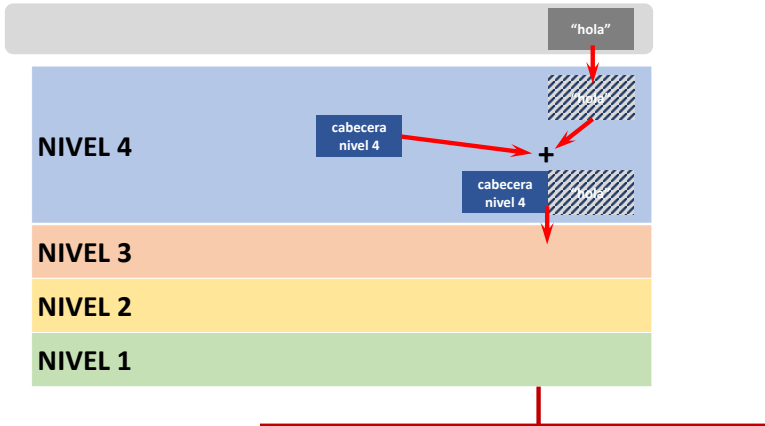 “hola”
“hola”
cabecera
nivel 4
NIVEL 4
+
cabecera
nivel 4
“hola”
NIVEL 3
NIVEL 2
NIVEL 1